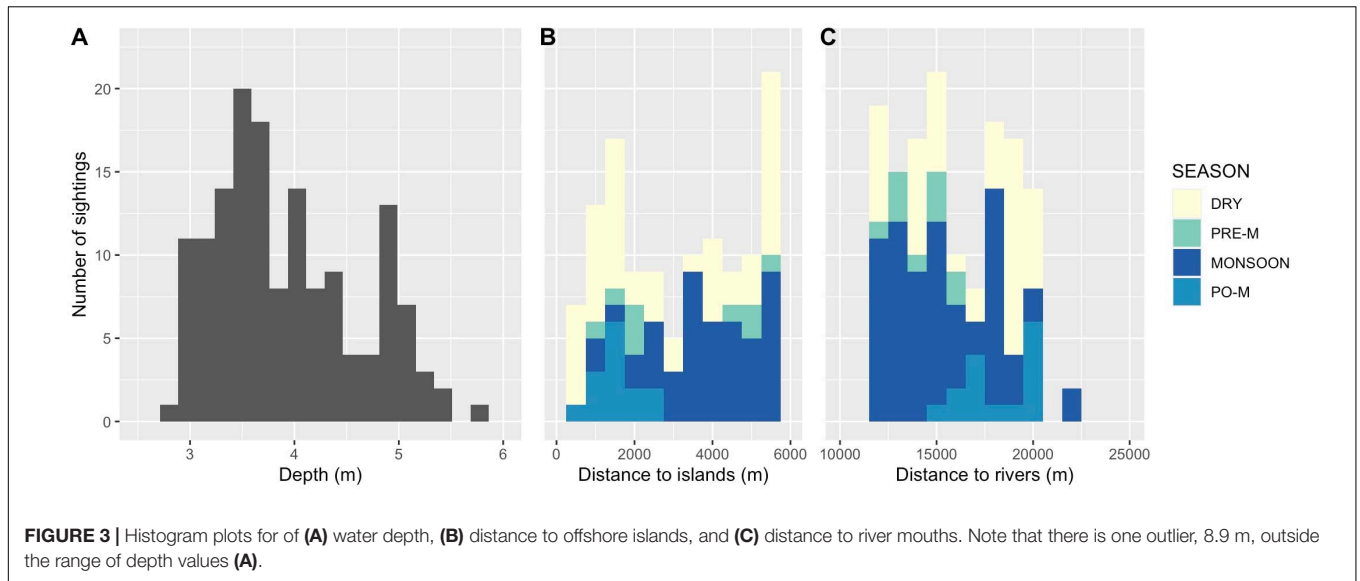 A
B
C
Number of sightings
20
15
10
5
0
3 4 5 6
Depth (m)
0 2000 4000 6000
Distance to islands (m)
10000 15000 20000 25000
Distance to rivers (m)
SEASON
DRY
PRE-M
MONSOON
PO-M
FIGURE 3 | Histogram plots for of (A) water depth, (B) distance to offshore islands, and (C) distance to river mouths. Note that there is one outlier, 8.9 m, outside
the range of depth values (A).